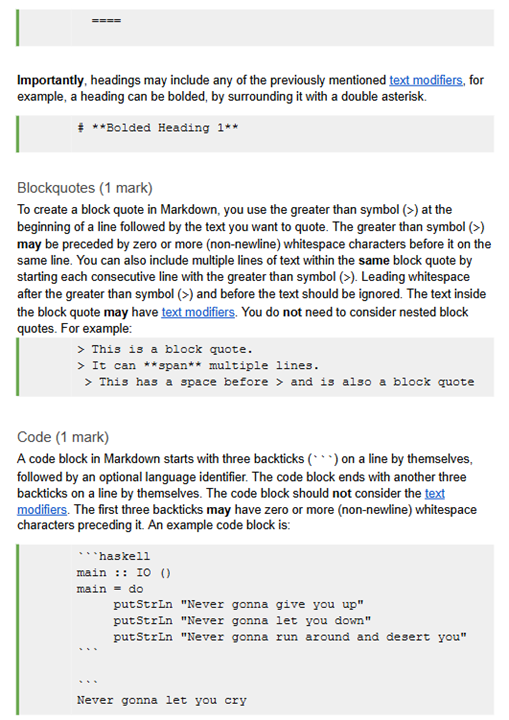 ====
Importantly, headings may include any of the previously mentioned text modifiers, for
example, a heading can be bolded, by surrounding it with a double asterisk.
# **Bolded Heading 1**
Blockquotes (1 mark)
To create a block quote in Markdown, you use the greater than symbol (>) at the
beginning of a line followed by the text you want to quote. The greater than symbol (>)
may be preceded by zero or more (non-newline) whitespace characters before it on the
same line. You can also include multiple lines of text within the same block quote by
starting each consecutive line with the greater than symbol (>). Leading whitespace
after the greater than symbol (>) and before the text should be ignored. The text inside
the block quote may have text modifiers. You do not need to consider nested block
quotes. For example:
> This is a block quote.
> It can **span** multiple lines.
 > This has a space before > and is also a block quote
Code (1 mark)
A code block in Markdown starts with three backticks (```) on a line by themselves,
followed by an optional language identifier. The code block ends with another three
backticks on a line by themselves. The code block should not consider the text
modifiers. The first three backticks may have zero or more (non-newline) whitespace
characters preceding it. An example code block is:
```haskell
main :: IO ()
main = do
    putStrLn "Never gonna give you up"
    putStrLn "Never gonna let you down"
    putStrLn "Never gonna run around and desert you"
```
```
Never gonna let you cry